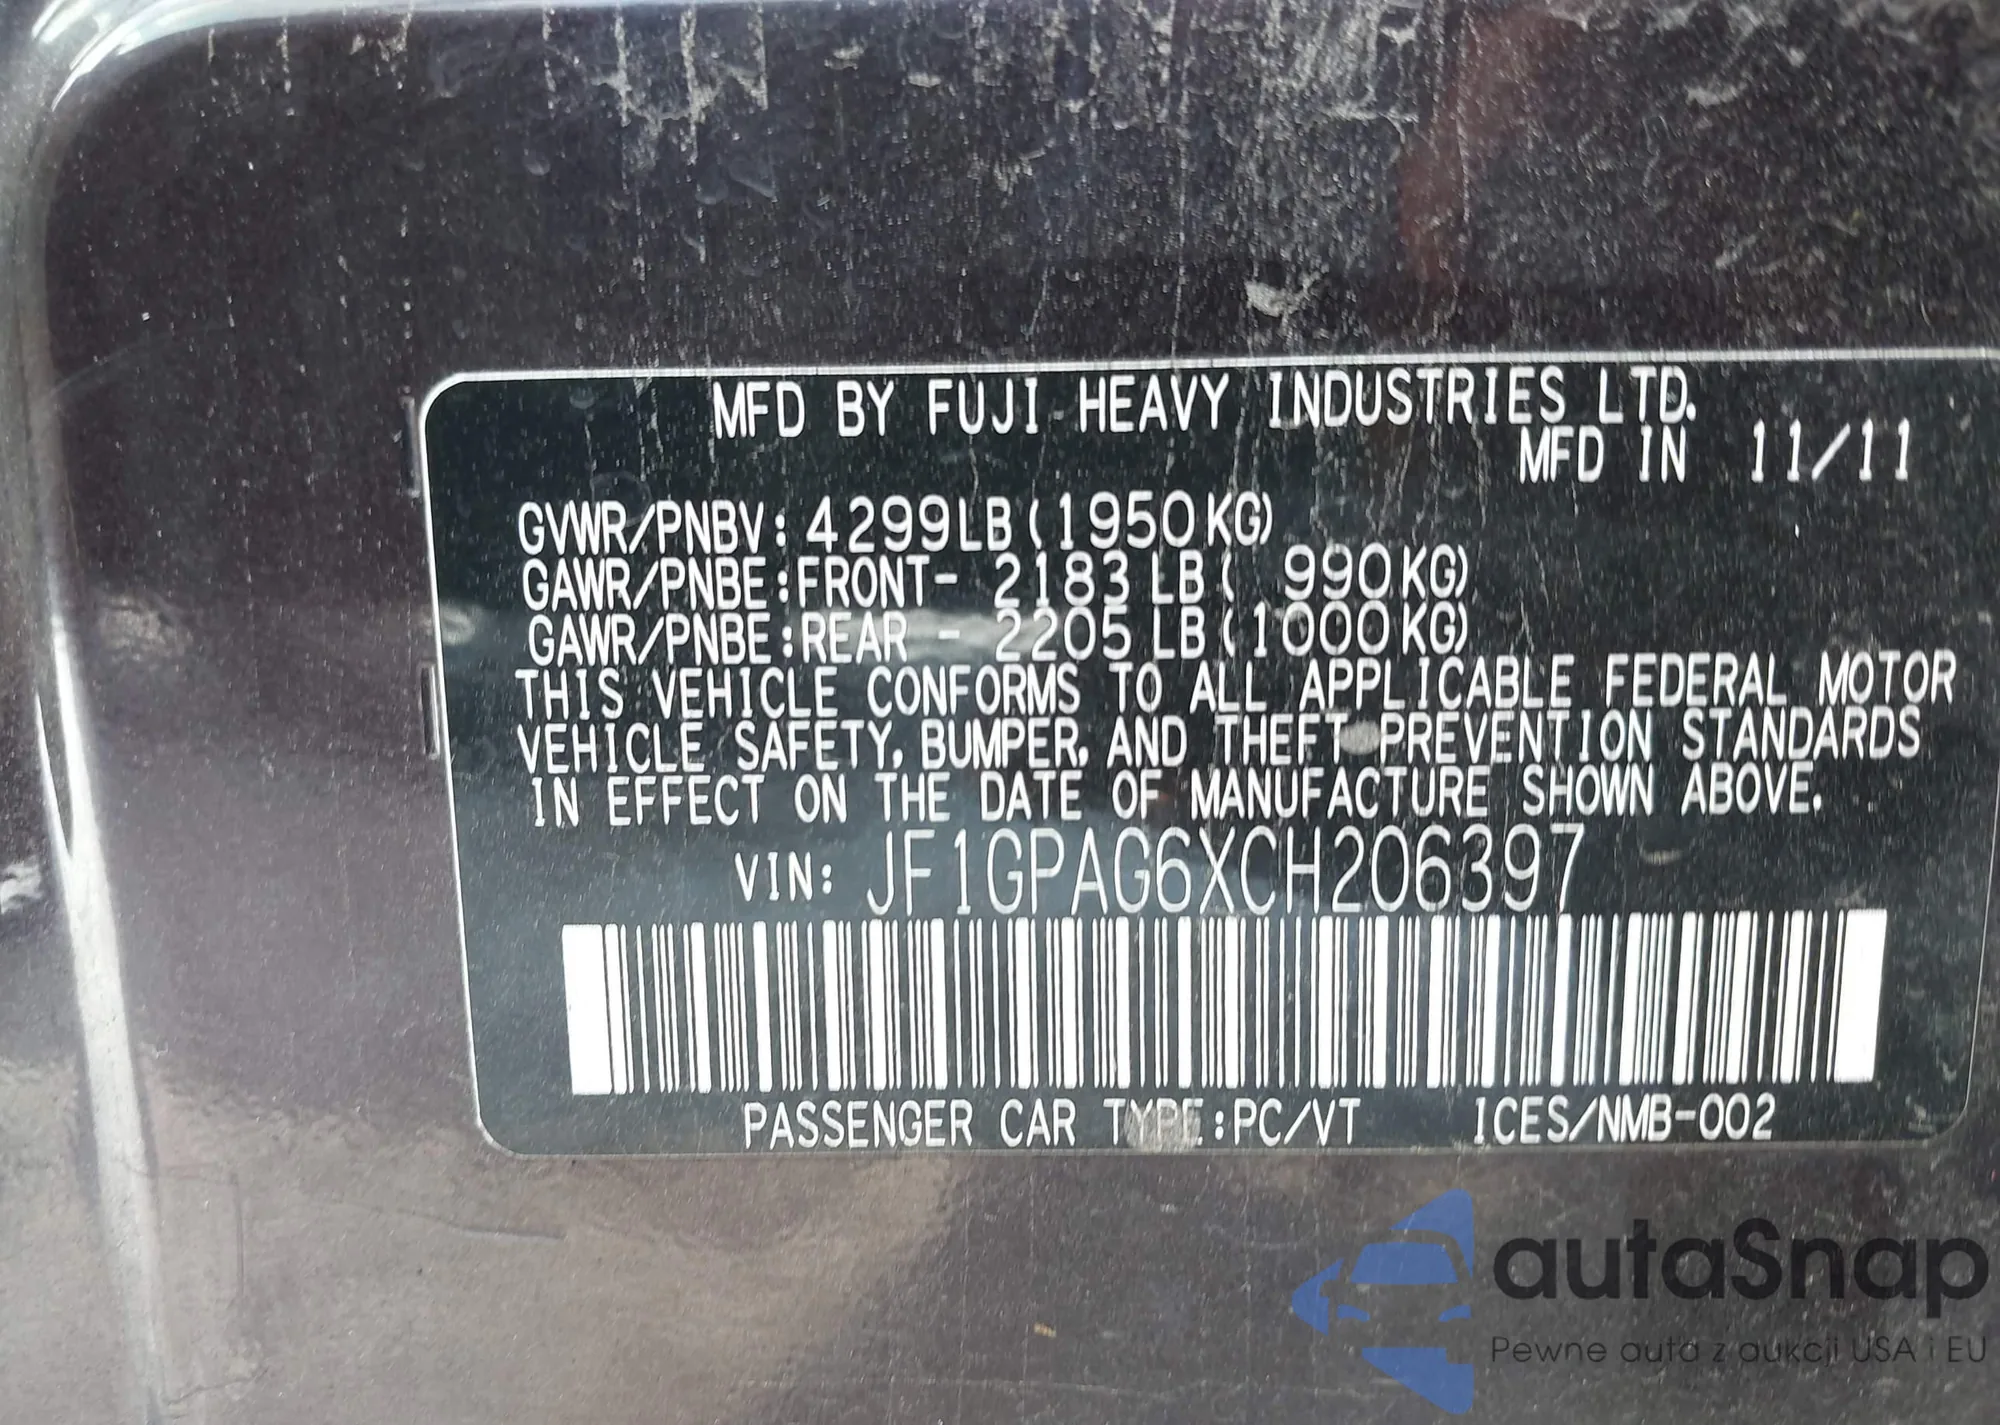 MFD BY FUJI HEAVY INDUSTRIES LTD.
MFD IN 11/11
GVWR/PNBV: 4299LB(1950KG)
GAWR/PNBE:FRONT- 2183 LB( 990KG)
GAWR/PNBE:REAR - 2205 LB(1000KG)
THIS VEHICLE CONFORMS TO ALL APPLICABLE FEDERAL MOTOR
VEHICLE SAFETY, BUMPER, AND THEFT PREVENTION STANDARDS
IN EFFECT ON THE DATE OF MANUFACTURE SHOWN ABOVE.
VIN: JF1GPAG6XCH206397
PASSENGER CAR TYPE:PC/VT ICES/NMB-002
autaSnap
Pewne auta z aukcji USA i EU